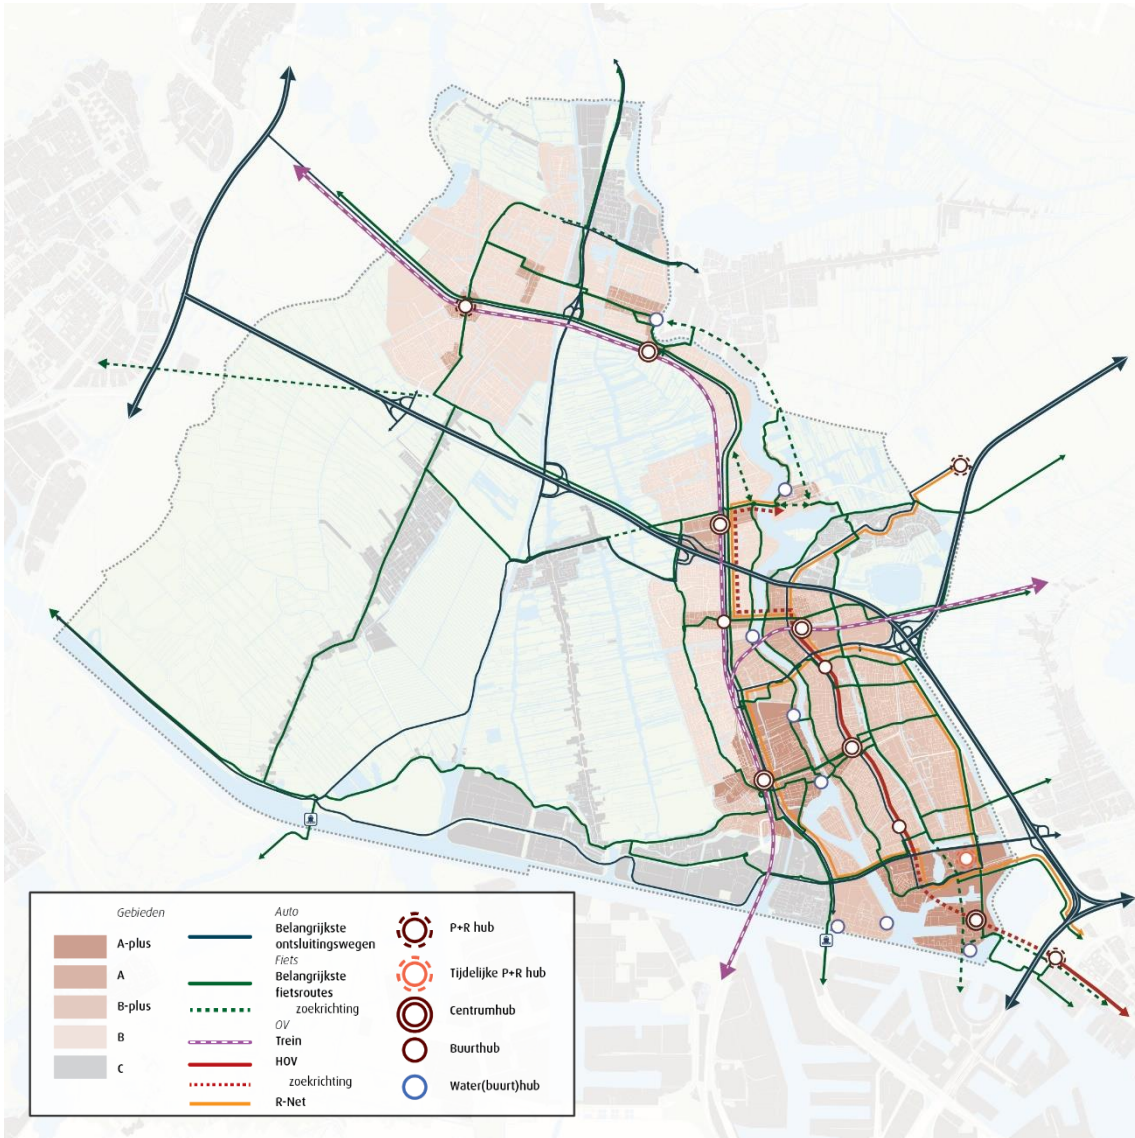 Gebieden
A-plus
A
B-plus
B
C
Auto
Belangrijkste
ontsluitingswegen
Fiets
Belangrijkste
fietsroutes
zoekrichting
OV
Trein
HOV
zoekrichting
R-Net
P+R hub
Tijdelijke P+R hub
Centrumhub
Buurthub
Water(buurt)hub